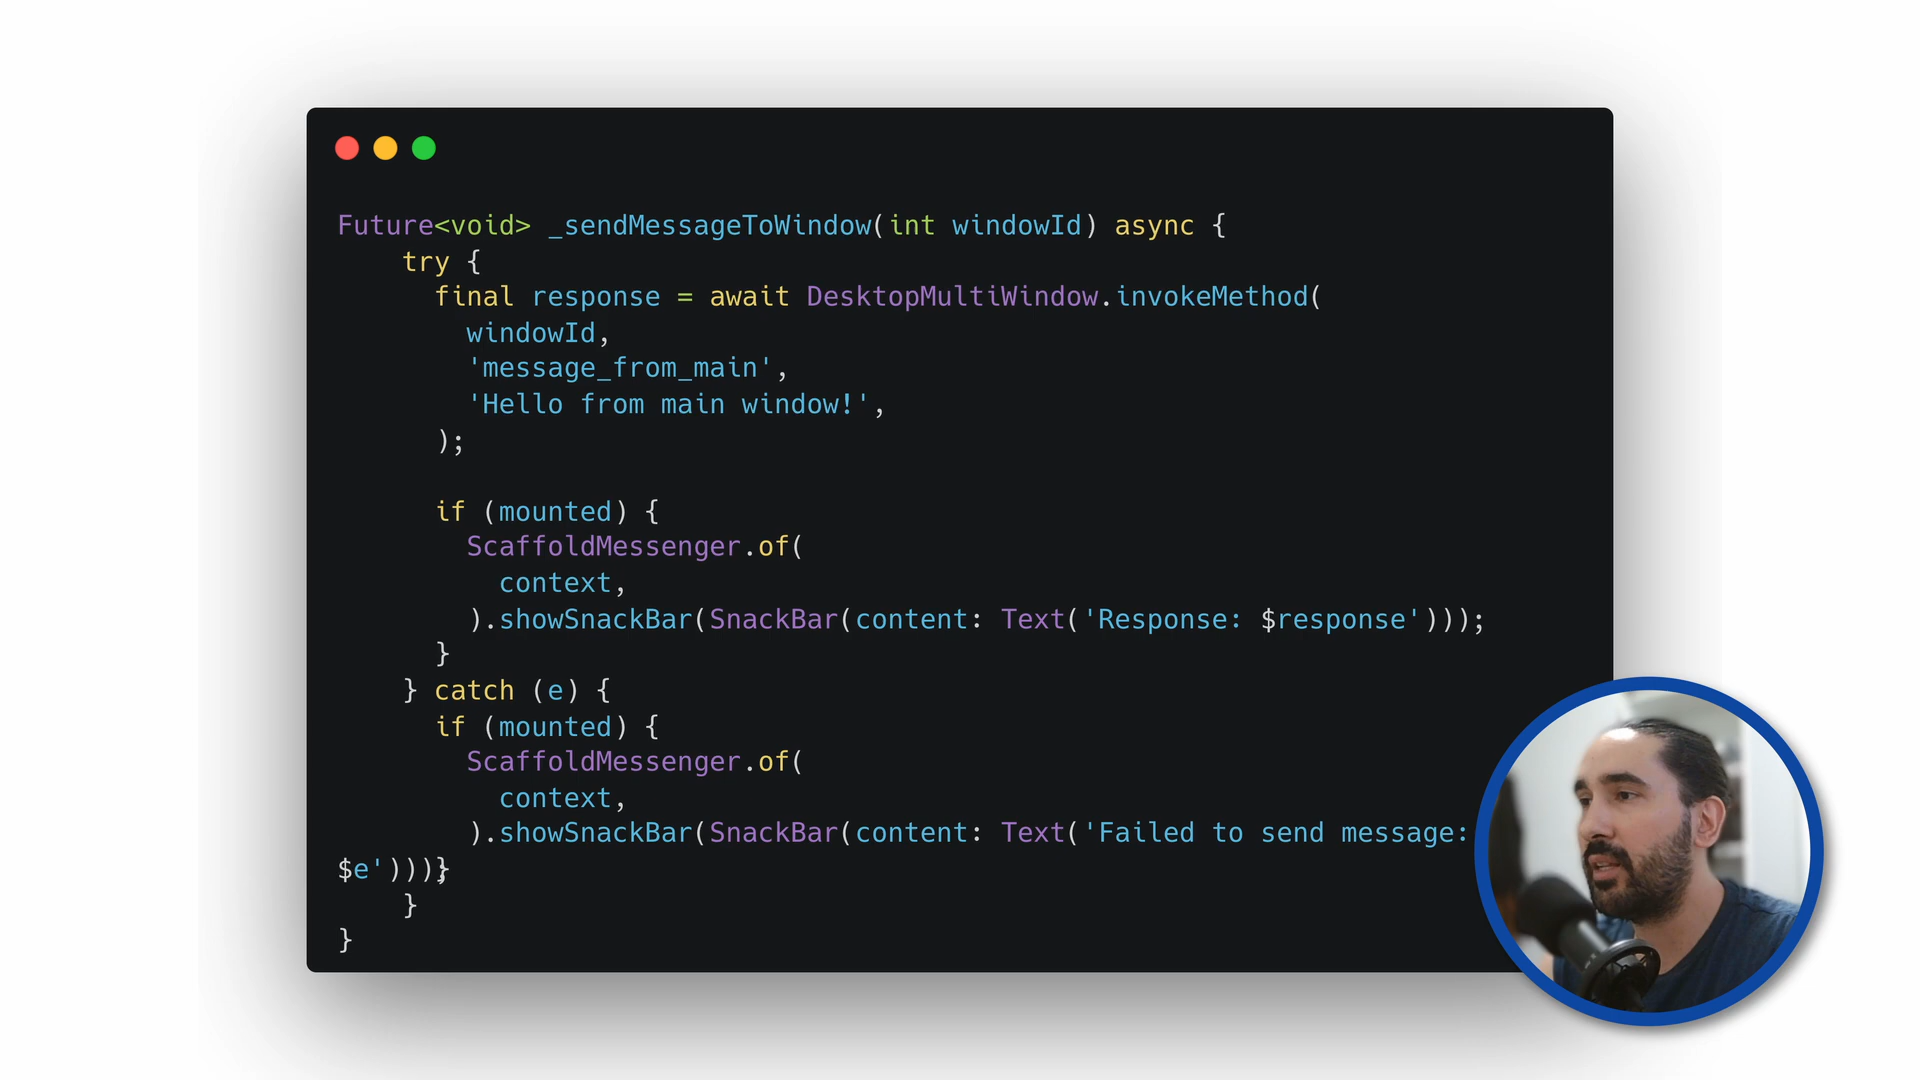 Future<void> _sendMessageToWindow(int windowId) async {
try {
final response = await DesktopMultiWindow.invokeMethod(
windowId,
'message_from_main',
'Hello from main window!',
);
if (mounted) {
ScaffoldMessenger.of(
context,
).showSnackBar(SnackBar(content: Text('Response: $response')));
}
} catch (e) {
if (mounted) {
ScaffoldMessenger.of(
context,
).showSnackBar(SnackBar(content: Text('Failed to send message:
$e')));}
}
}